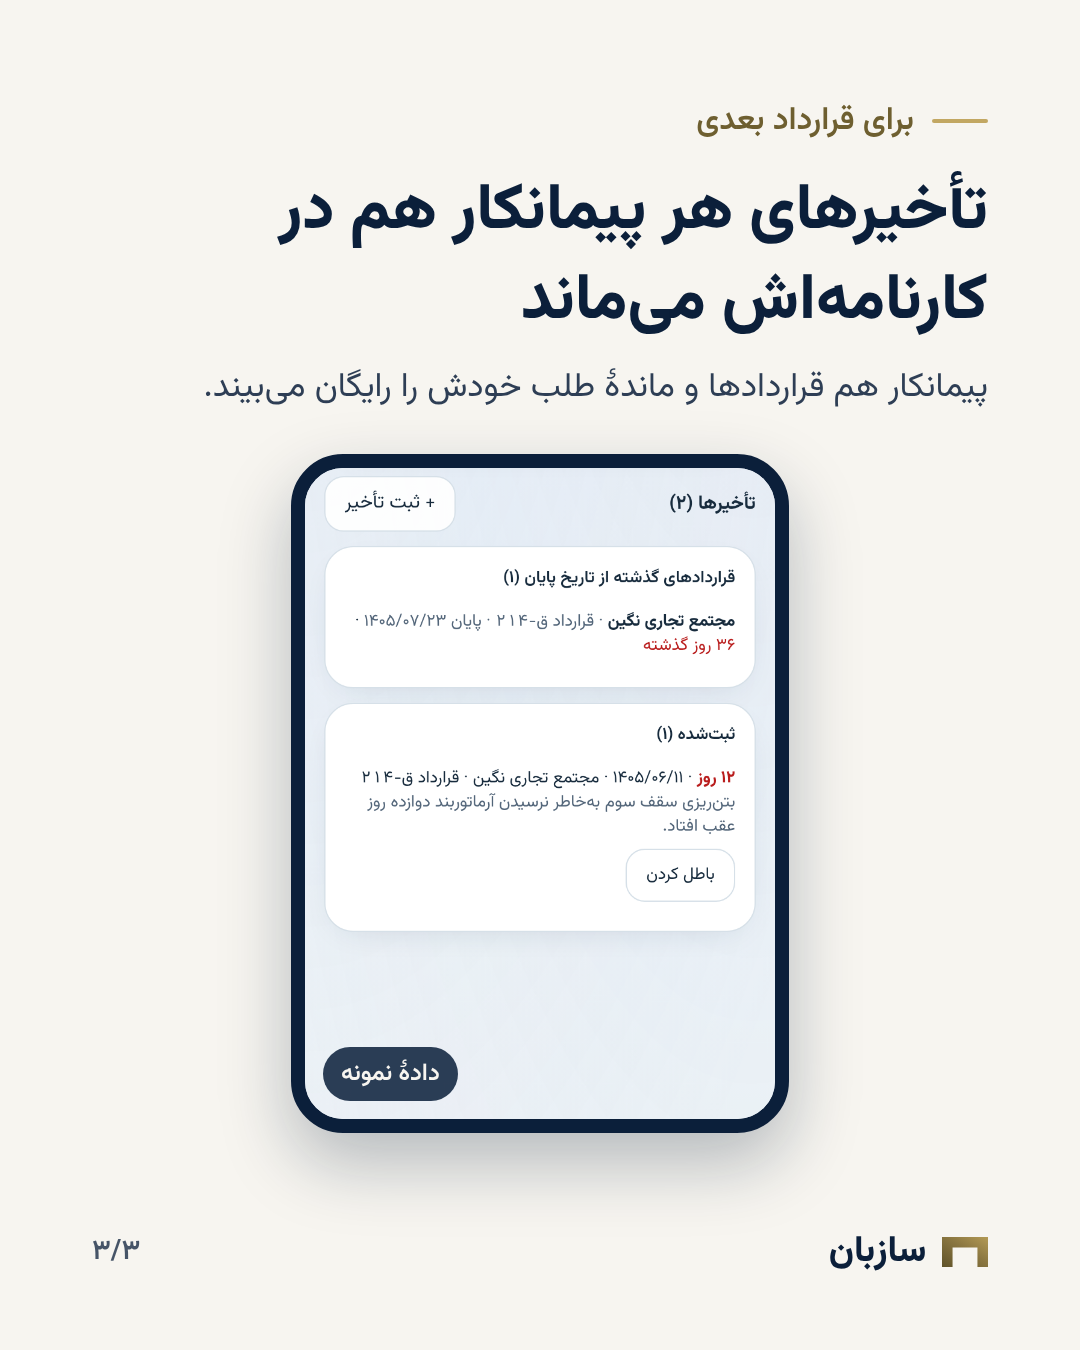 برای قرارداد بعدی
تأخیرهای هر پیمانکار هم در
کارنامه‌اش می‌ماند
پیمانکار هم قراردادها و ماندهٔ طلب خودش را رایگان می‌بیند.
تأخیرها (۲)
+ ثبت تأخیر
قراردادهای گذشته از تاریخ پایان (۱)
مجتمع تجاری نگین · قرارداد ق-۲۱۴ · پایان ۱۴۰۵/۰۷/۲۳ ·
۳۶ روز گذشته
ثبت‌شده (۱)
۱۲ روز · ۱۴۰۵/۰۶/۱۱ · مجتمع تجاری نگین · قرارداد ق-۲۱۴
بتن‌ریزی سقف سوم به‌خاطر نرسیدن آرماتوربند دوازده روز
عقب افتاد.
باطل کردن
دادهٔ نمونه
سازبان
۳/۳